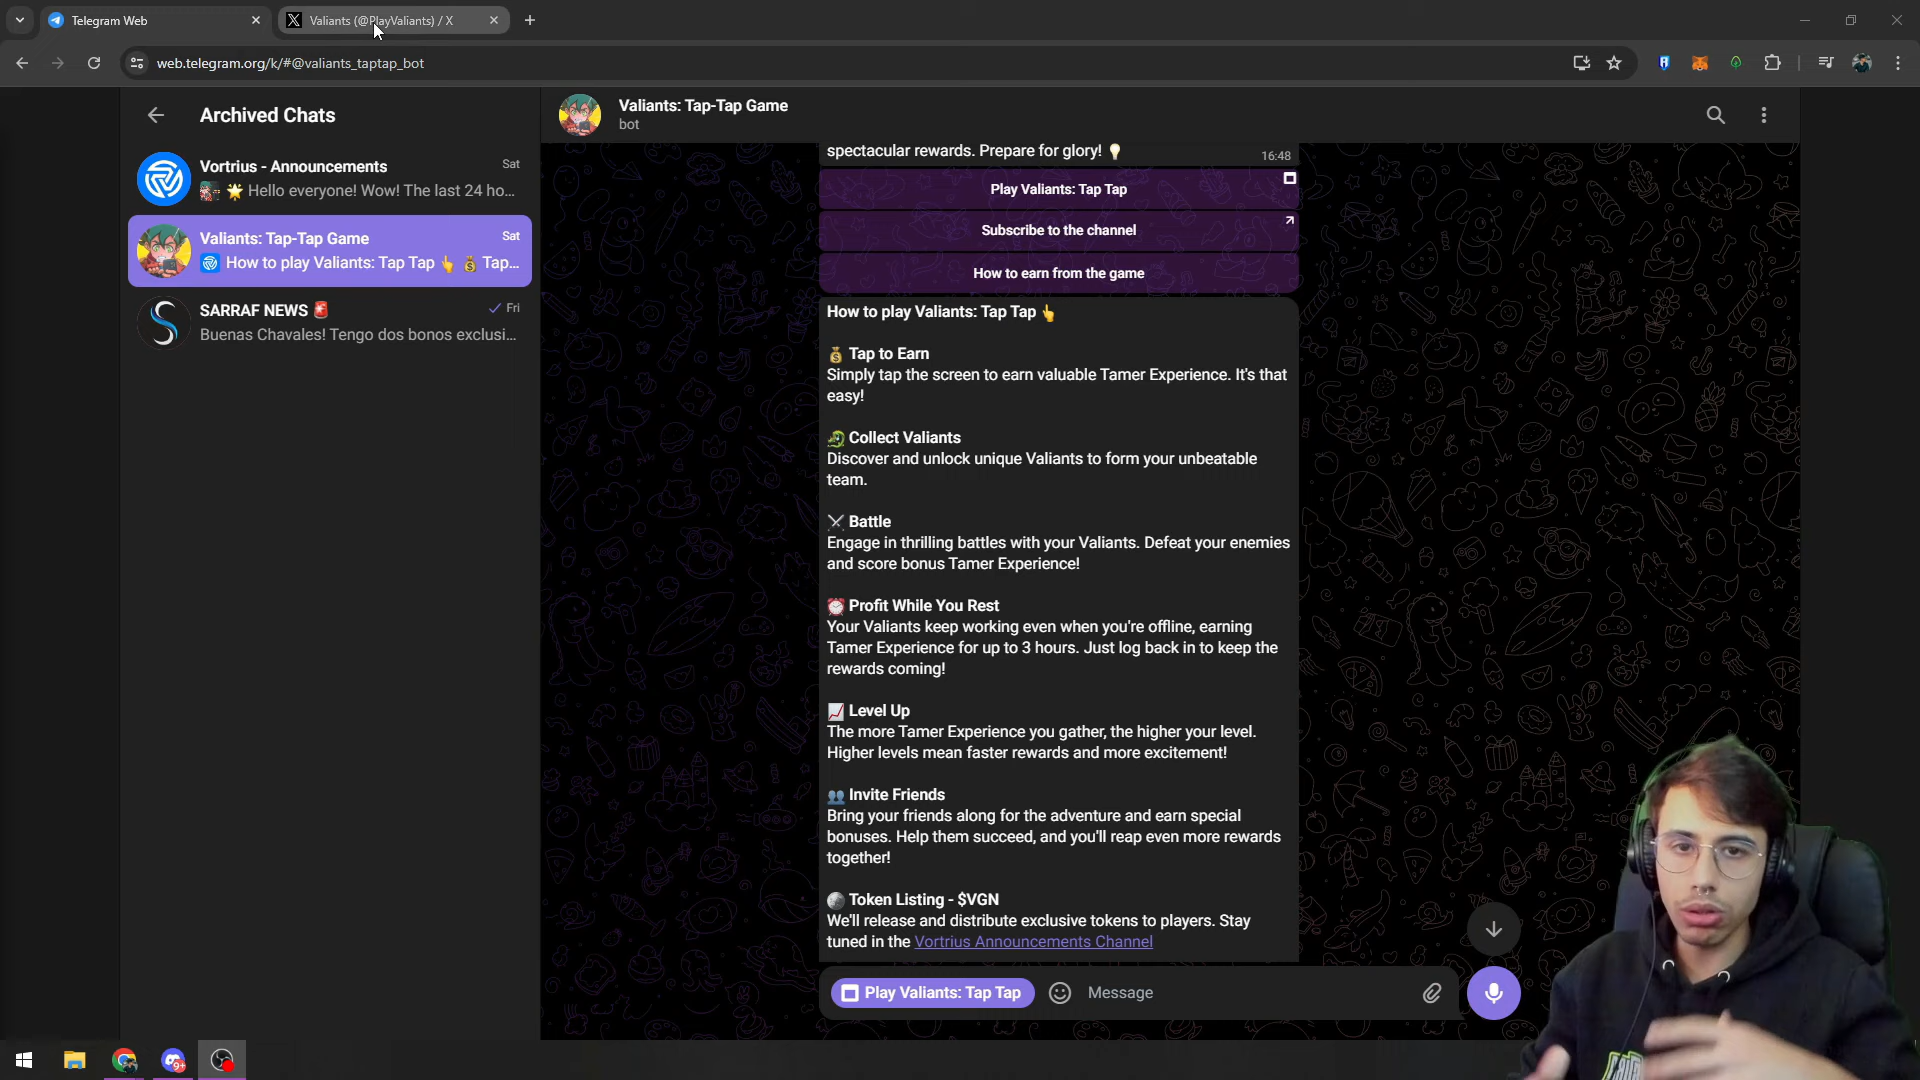 Telegram Web
Valiants (@PlayValiants) / X
web.telegram.org/k/#@valiants_taptap_bot
Archived Chats
Vortrius - Announcements
Sat
Hello everyone! Wow! The last 24 ho...
Valiants: Tap-Tap Game
Sat
How to play Valiants: Tap Tap 👆 💰 Tap...
SARRAF NEWS 🚨
Fri
Buenas Chavales! Tengo dos bonos exclusi...
Valiants: Tap-Tap Game
bot
spectacular rewards. Prepare for glory! 💡
16:48
Play Valiants: Tap Tap
Subscribe to the channel
How to earn from the game
How to play Valiants: Tap Tap 👆
💰 Tap to Earn
Simply tap the screen to earn valuable Tamer Experience. It's that
easy!
🐉 Collect Valiants
Discover and unlock unique Valiants to form your unbeatable
team.
⚔️ Battle
Engage in thrilling battles with your Valiants. Defeat your enemies
and score bonus Tamer Experience!
⏰ Profit While You Rest
Your Valiants keep working even when you're offline, earning
Tamer Experience for up to 3 hours. Just log back in to keep the
rewards coming!
📈 Level Up
The more Tamer Experience you gather, the higher your level.
Higher levels mean faster rewards and more excitement!
👥 Invite Friends
Bring your friends along for the adventure and earn special
bonuses. Help them succeed, and you'll reap even more rewards
together!
🪙 Token Listing - $VGN
We'll release and distribute exclusive tokens to players. Stay
tuned in the Vortrius Announcements Channel
Play Valiants: Tap Tap
Message
9+